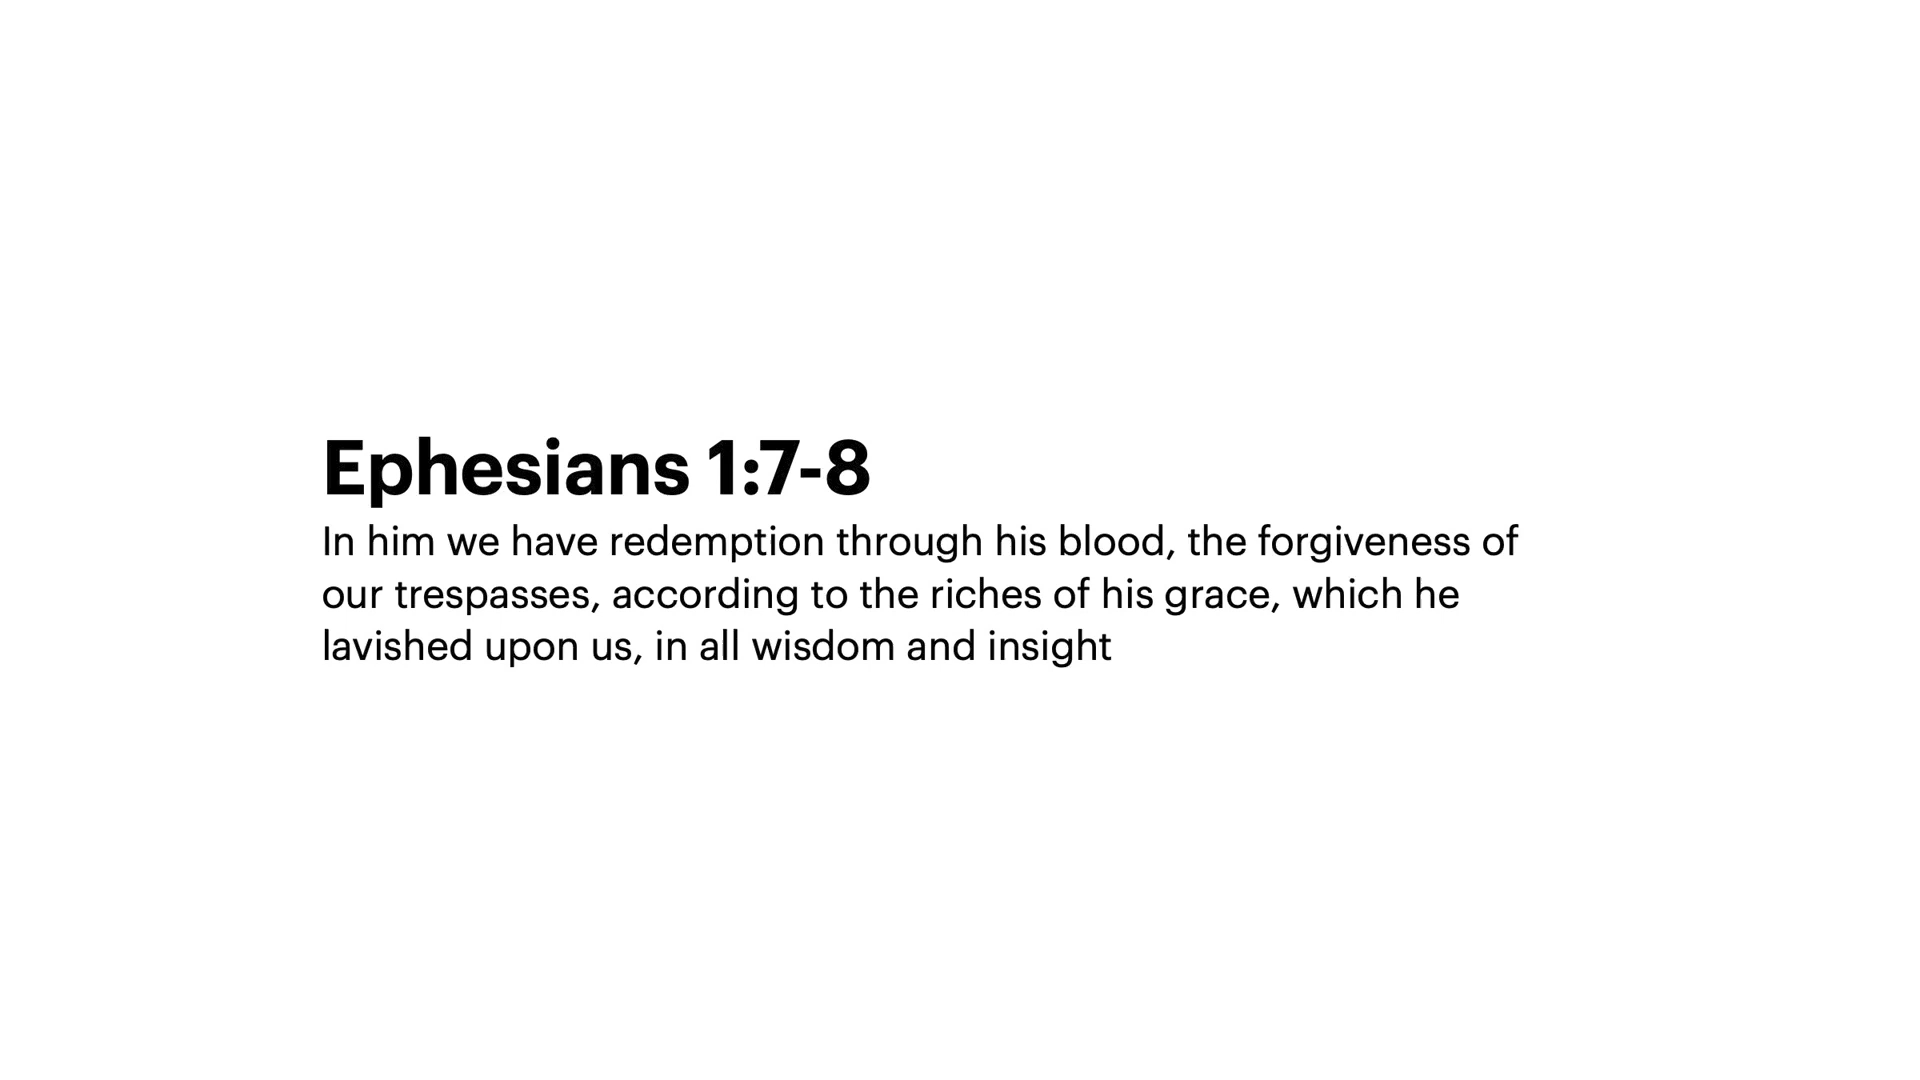 Ephesians 1:7-8
In him we have redemption through his blood, the forgiveness of
our trespasses, according to the riches of his grace, which he
lavished upon us, in all wisdom and insight